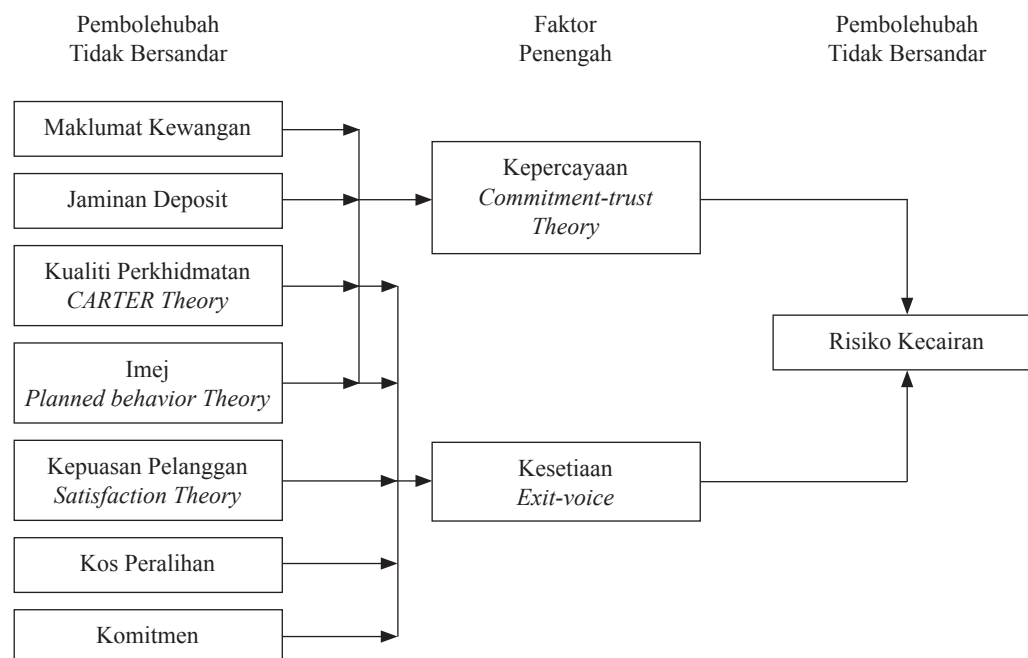 Pembolehubah
Tidak Bersandar
Faktor
Penengah
Pembolehubah
Tidak Bersandar
Maklumat Kewangan
Jaminan Deposit
Kualiti Perkhidmatan
CARTER Theory
Imej
Planned behavior Theory
Kepuasan Pelanggan
Satisfaction Theory
Kos Peralihan
Komitmen
Kepercayaan
Commitment-trust
Theory
Kesetiaan
Exit-voice
Risiko Kecairan